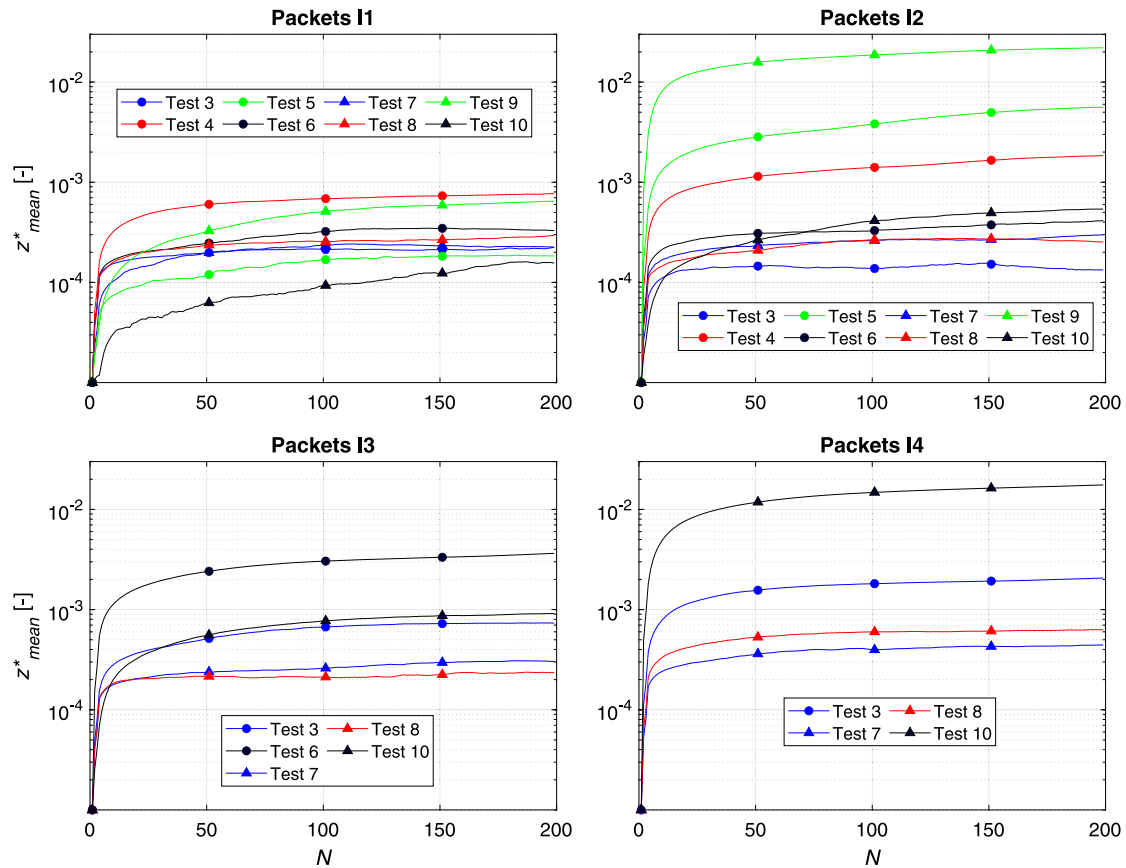 Packets I1
z*mean [-]
10^-2
10^-3
10^-4
Test 3 Test 5 Test 7 Test 9
Test 4 Test 6 Test 8 Test 10
0 50 100 150 200
Packets I2
10^-2
10^-3
10^-4
Test 3 Test 5 Test 7 Test 9
Test 4 Test 6 Test 8 Test 10
0 50 100 150 200
Packets I3
z*mean [-]
10^-2
10^-3
10^-4
Test 3 Test 8
Test 6 Test 10
Test 7
0 50 100 150 200
N
Packets I4
10^-2
10^-3
10^-4
Test 3 Test 8
Test 7 Test 10
0 50 100 150 200
N